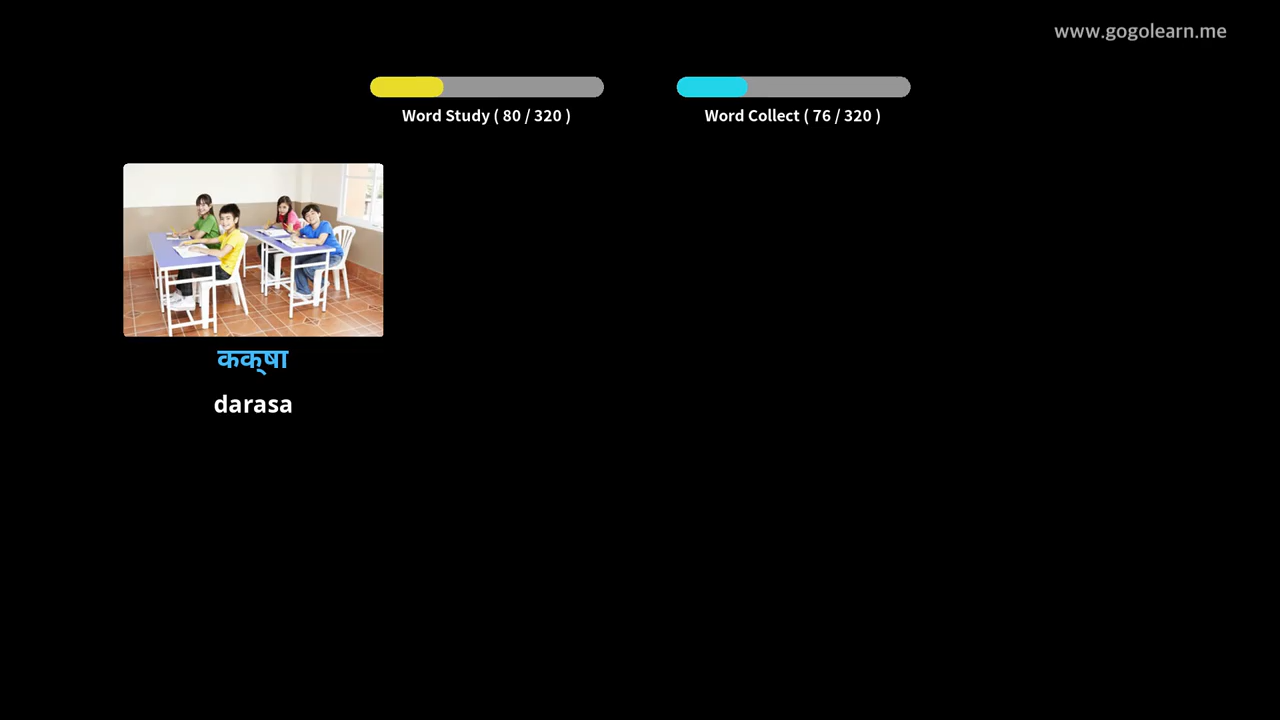 www.gogolearn.me
Word Study ( 80 / 320 )
Word Collect ( 76 / 320 )
कक्षा
darasa